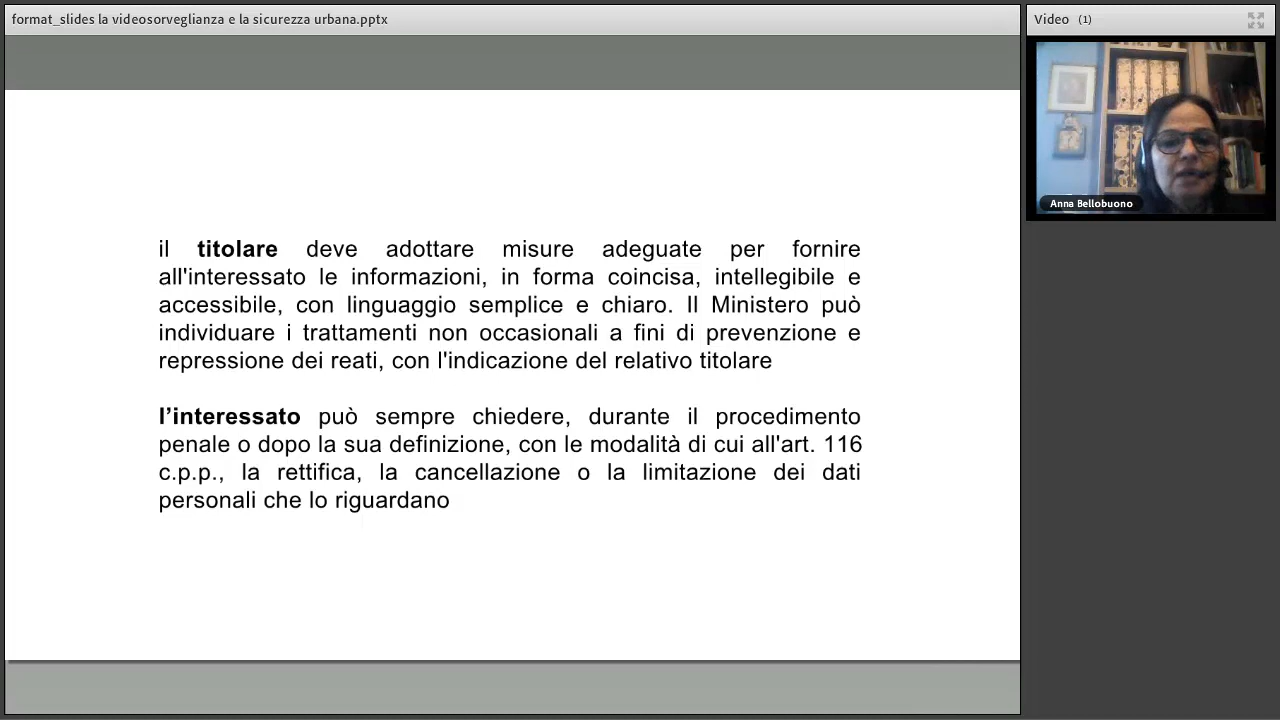 format_slides la videosorveglianza e la sicurezza urbana.pptx
Video (1)
Anna Bellobuono
il titolare deve adottare misure adeguate per fornire
all'interessato le informazioni, in forma coincisa, intellegibile e
accessibile, con linguaggio semplice e chiaro. Il Ministero può
individuare i trattamenti non occasionali a fini di prevenzione e
repressione dei reati, con l'indicazione del relativo titolare
l’interessato può sempre chiedere, durante il procedimento
penale o dopo la sua definizione, con le modalità di cui all'art. 116
c.p.p., la rettifica, la cancellazione o la limitazione dei dati
personali che lo riguardano